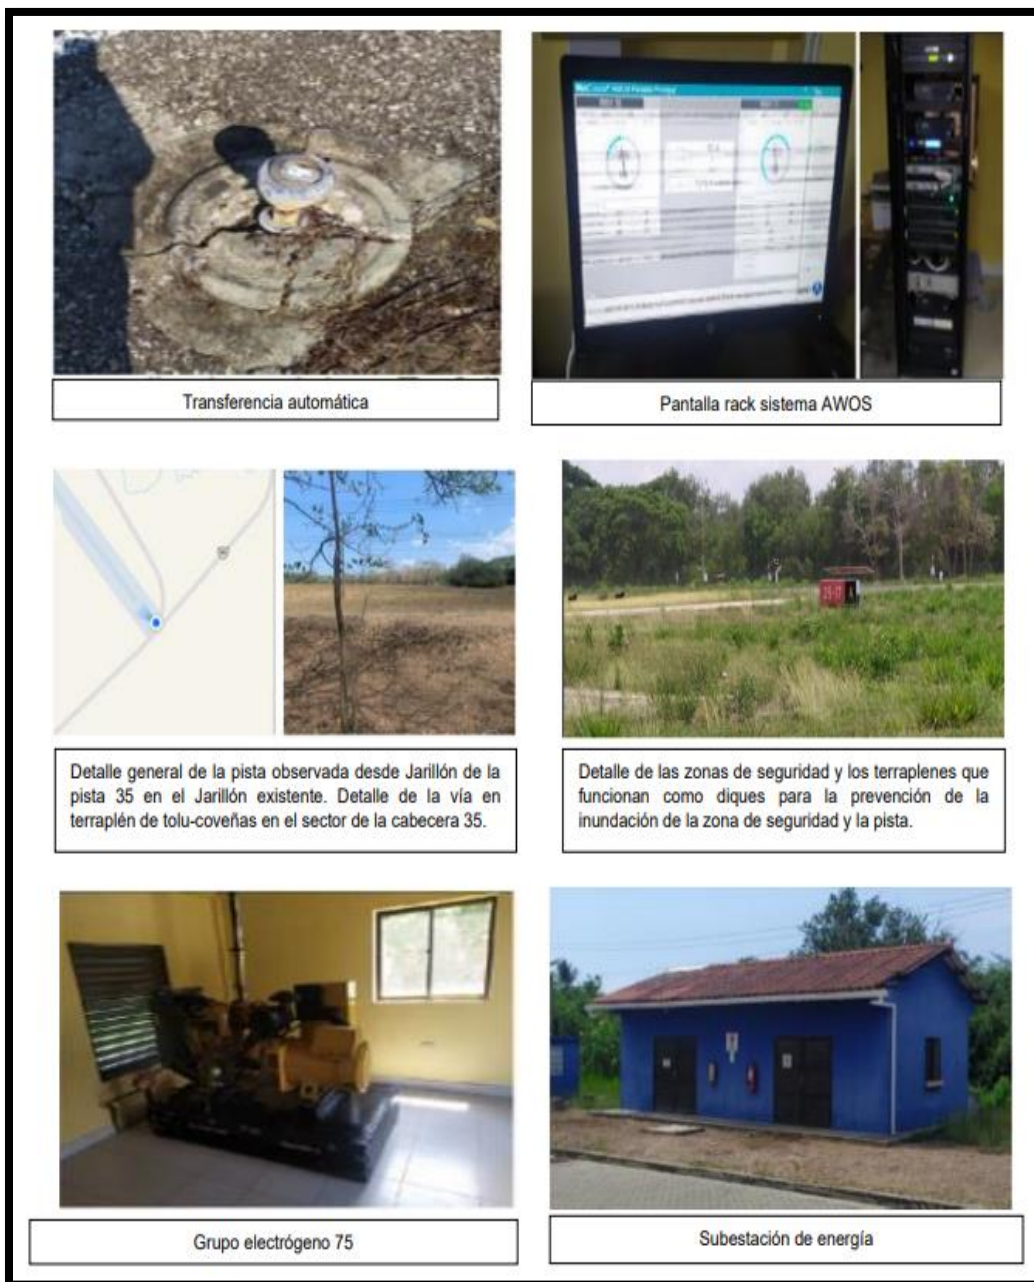 Transferencia automática
Pantalla rack sistema AWOS
Detalle general de la pista observada desde Jarillón de la
pista 35 en el Jarillón existente. Detalle de la vía en
terraplén de tolu-coveñas en el sector de la cabecera 35.
Detalle de las zonas de seguridad y los terraplenes que
funcionan como diques para la prevención de la
inundación de la zona de seguridad y la pista.
Grupo electrógeno 75
Subestación de energía